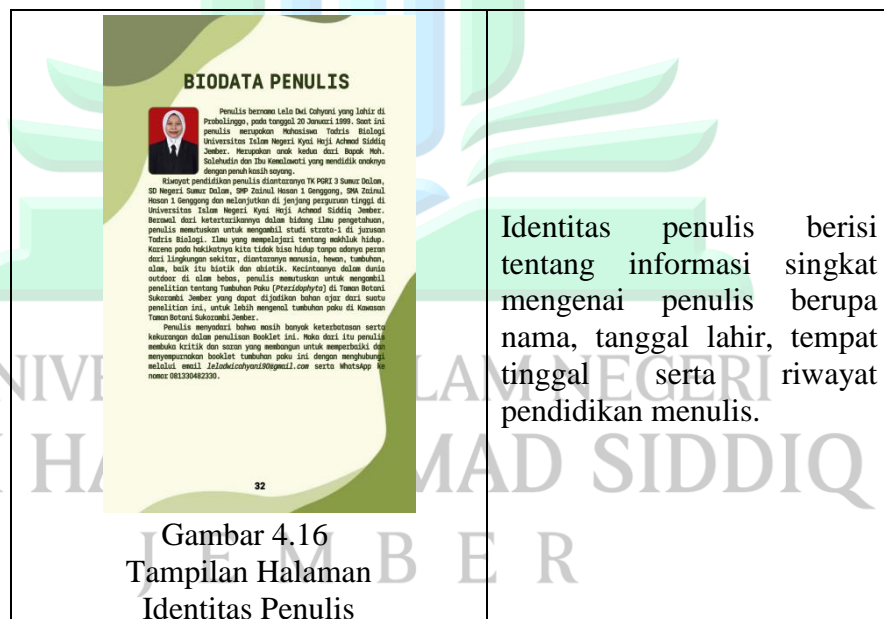 BIODATA PENULIS
Penulis bernama Lela Dwi Cahyani yang lahir di
Probolinggo, pada tanggal 20 Januari 1999. Saat ini
penulis merupakan Mahasiswa Tadris Biologi
Universitas Islam Negeri Kyai Haji Achmad Siddiq
Jember. Merupakan anak kedua dari Bapak Moh.
Solehudin dan Ibu Kemalawati yang mendidik anaknya
dengan penuh kasih sayang.
Riwayat pendidikan penulis diantaranya TK PGRI 3 Sumur Dalam,
SD Negeri Sumur Dalam, SMP Zainul Hasan 1 Genggong, SMA Zainul
Hasan 1 Genggong dan melanjutkan di jenjang perguruan tinggi di
Universitas Islam Negeri Kyai Haji Achmad Siddiq Jember.
Berawal dari ketertarikannya dalam bidang ilmu pengetahuan,
penulis memutuskan untuk mengambil studi strata-1 di jurusan
Tadris Biologi. Ilmu yang mempelajari tentang makhluk hidup.
Karena pada hakikatnya kita tidak bisa hidup tanpa adanya peran
dari lingkungan sekitar, diantaranya manusia, hewan, tumbuhan,
alam, baik itu biotik dan abiotik. Kecintaanya dalam dunia
outdoor di alam bebas, penulis memutuskan untuk mengambil
penelitian tentang Tumbuhan Paku (Pteridophyta) di Taman Botani
Sukorambi Jember yang dapat dijadikan bahan ajar dari suatu
penelitian ini, untuk lebih mengenal tumbuhan paku di Kawasan
Taman Botani Sukorambi Jember.
Penulis menyadari bahwa masih banyak keterbatasan serta
kekurangan dalam penulisan Booklet ini. Maka dari itu penulis
membuka kritik dan saran yang membangun untuk memperbaiki dan
menyempurnakan booklet tumbuhan paku ini dengan menghubungi
melalui email leladwicahyani90@gmail.com serta WhatsApp ke
nomor 081330482330.
32
Gambar 4.16
Tampilan Halaman
Identitas Penulis
Identitas penulis berisi
tentang informasi singkat
mengenai penulis berupa
nama, tanggal lahir, tempat
tinggal serta riwayat
pendidikan menulis.
NIVE LAM NEGERI
HA MAD SIDDIQ
JEMBER